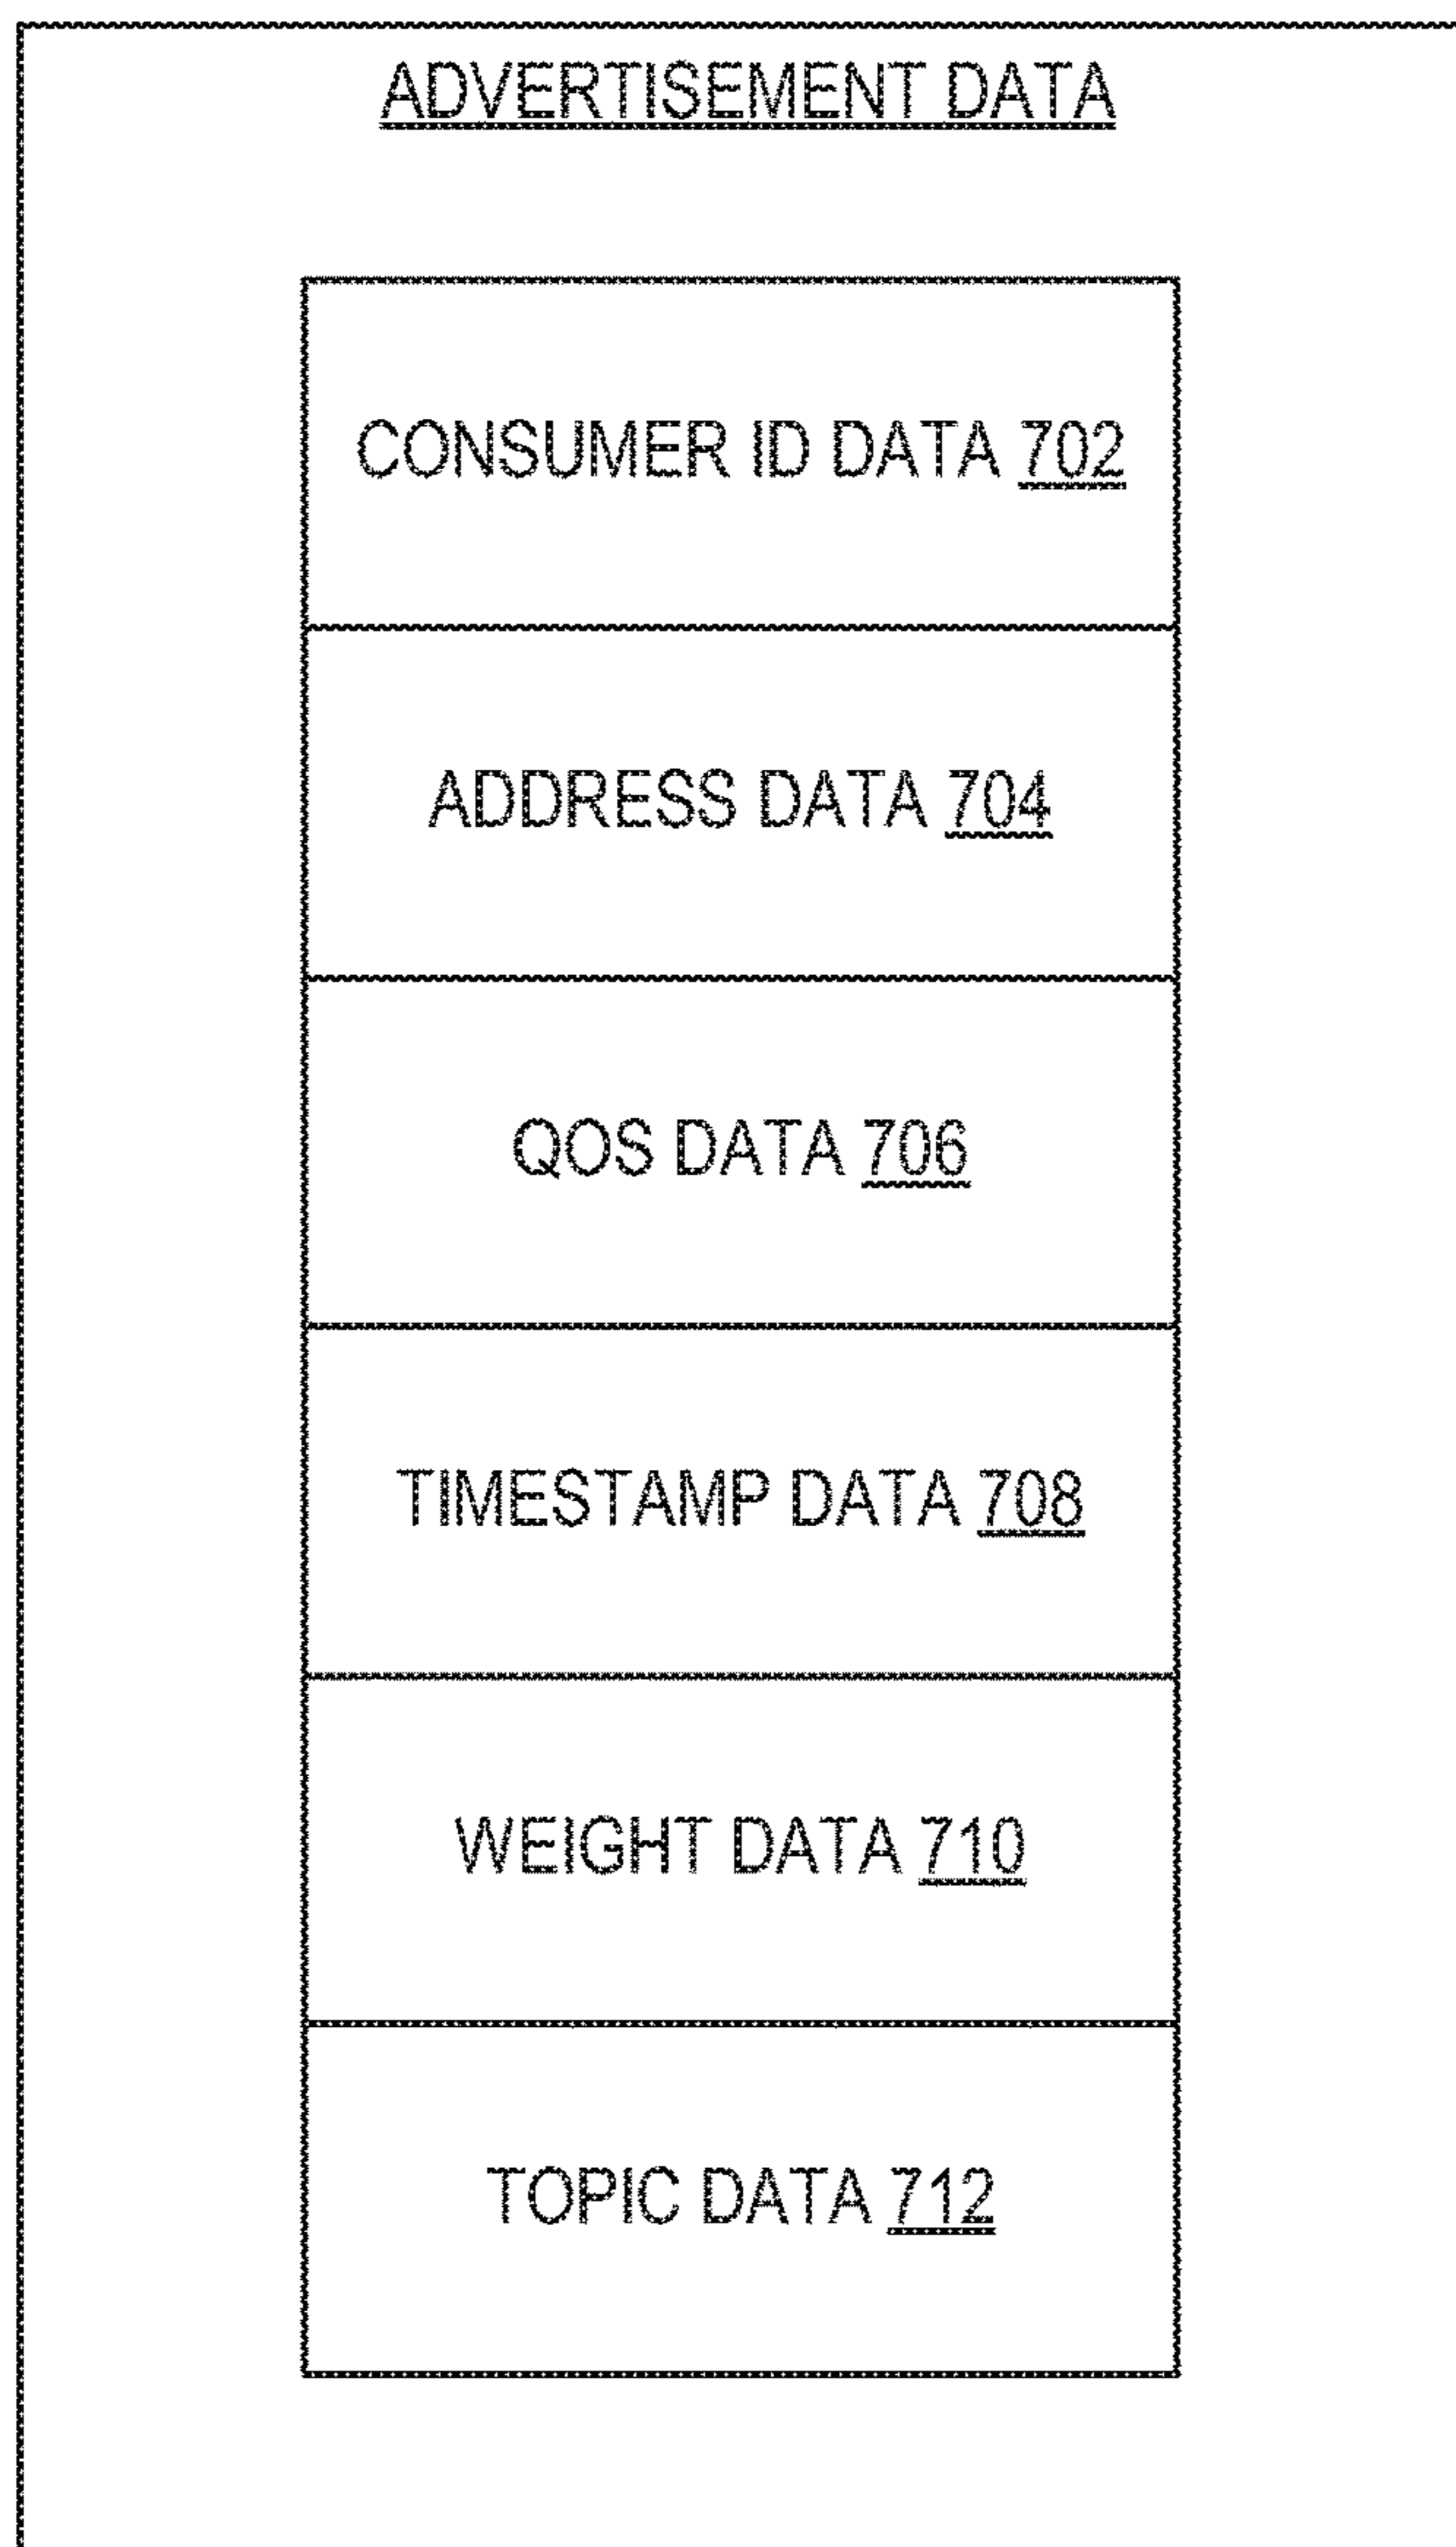 ADVERTISEMENT DATA
CONSUMER ID DATA 702
ADDRESS DATA 704
QOS DATA 706
TIMESTAMP DATA 708
WEIGHT DATA 710
TOPIC DATA 712